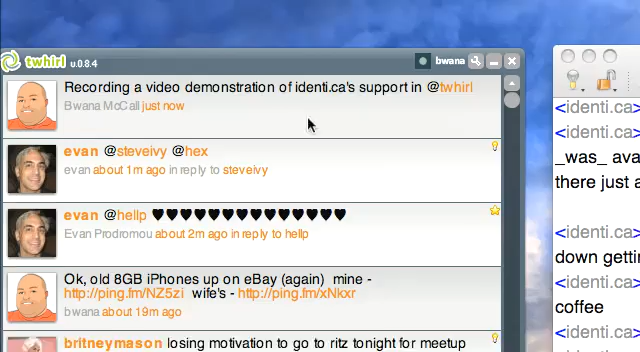 twhirl v.0.8.4
bwana
Recording a video demonstration of identi.ca's support in @twhirl
Bwana McCall just now
evan @steveivy @hex
evan about 1m ago in reply to steveivy
evan @hellp ♥♥♥♥♥♥♥♥♥♥♥♥♥♥
Evan Prodromou about 2m ago in reply to hellp
Ok, old 8GB iPhones up on eBay (again) mine -
http://ping.fm/NZ5zi wife's - http://ping.fm/xNkxr
bwana about 19m ago
britneymason losing motivation to go to ritz tonight for meetup
<identi.ca>
<identi.ca>
_was_ ava
there just a
<identi.ca>
down gettin
<identi.ca>
coffee
<identi.ca>